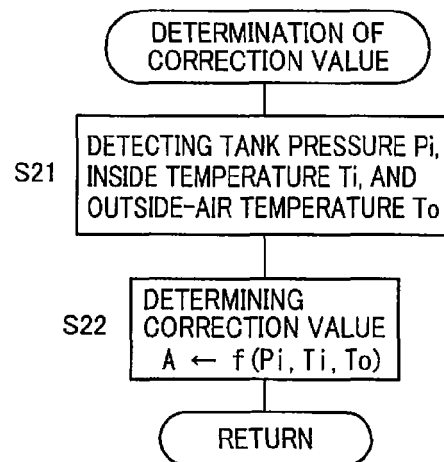 DETERMINATION OF
CORRECTION VALUE
S21
DETECTING TANK PRESSURE Pi,
INSIDE TEMPERATURE Ti, AND
OUTSIDE-AIR TEMPERATURE To
S22
DETERMINING
CORRECTION VALUE
A ← f(Pi, Ti, To)
RETURN